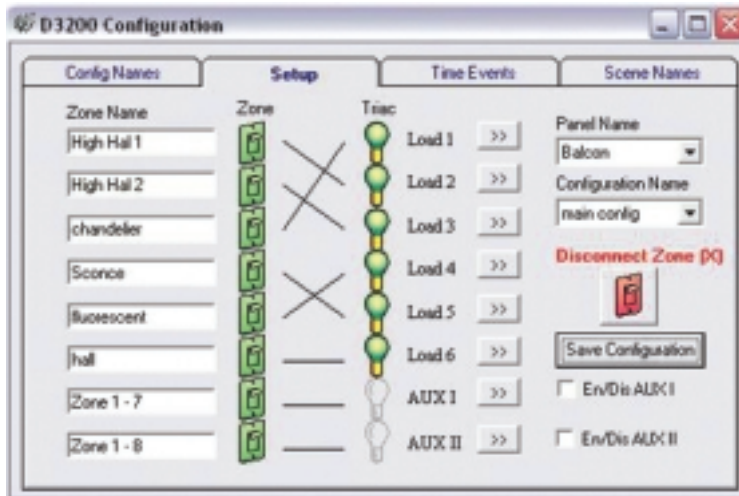 D3200 Configuration
Config Names
Setup
Time Events
Scene Names
Zone Name
Zone
Triac
High Hal 1
Load 1
>>
High Hal 2
Load 2
>>
chandelier
Load 3
>>
Sconce
Load 4
>>
fluorescent
Load 5
>>
hall
Load 6
>>
Zone 1 - 7
AUX I
>>
Zone 1 - 8
AUX II
>>
Panel Name
Balcon
Configuration Name
main config
Disconnect Zone (X)
Save Configuration
En/Dis AUX I
En/Dis AUX II